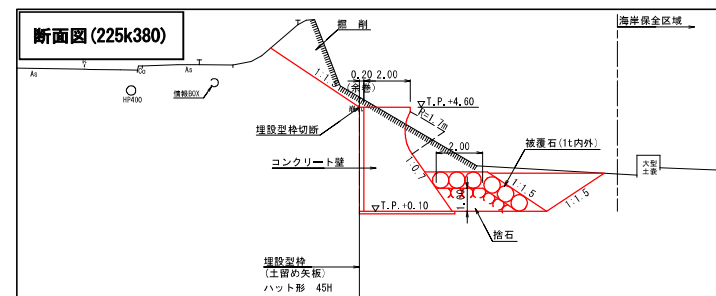 断面図(225k380)
海岸保全区域
掘 削
As
Co
As
T
T
HP400
情報BOX
1:1.5
0.20 2.00
(余巻)
T.P.+4.60
R=1.7m
埋設型枠切断
コンクリート壁
1:0.7
2.00
被覆石(1t内外)
大型
土嚢
1:1.5
1:1.5
1.00
T.P.+0.10
捨石
埋設型枠
(土留め矢板)
ハット形 45H